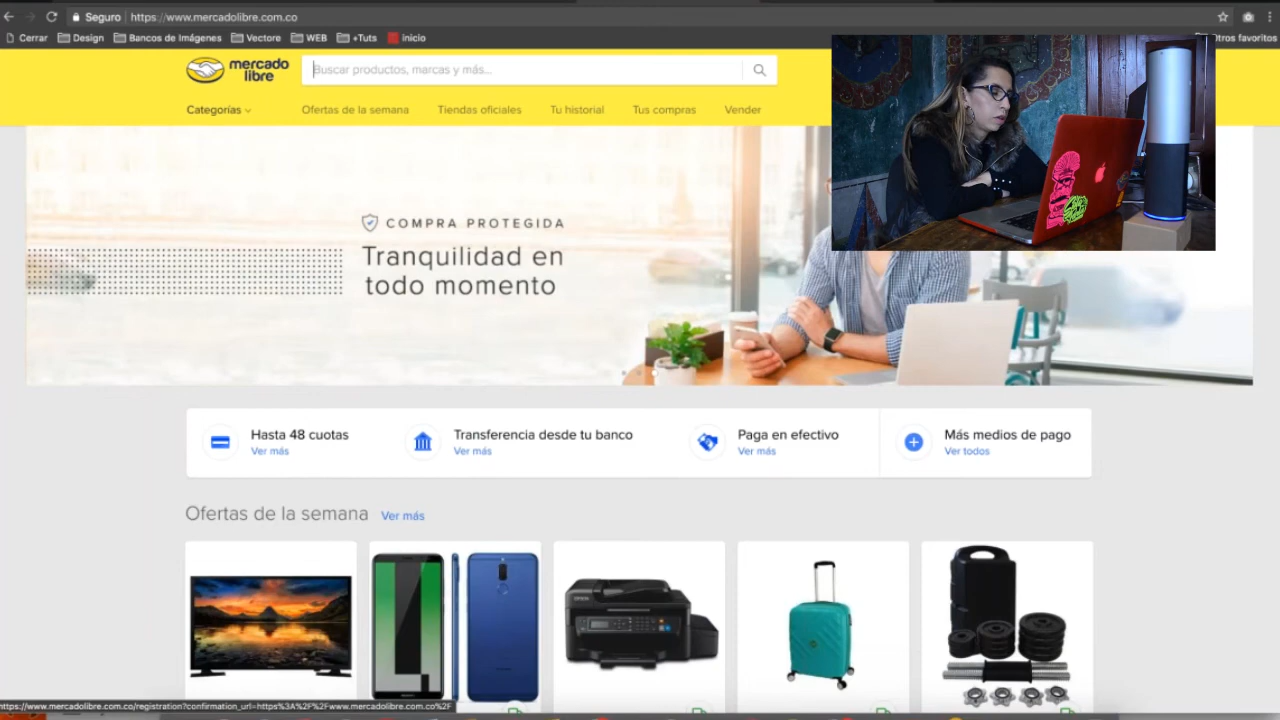 Seguro
https://www.mercadolibre.com.co
Cerrar
Design
Bancos de Imágenes
Vectore
WEB
+Tuts
Inicio
Otros favoritos
mercado
libre
Buscar productos, marcas y más...
Categorías
Ofertas de la semana
Tiendas oficiales
Tu historial
Tus compras
Vender
COMPRA PROTEGIDA
Tranquilidad en
todo momento
Hasta 48 cuotas
Ver más
Transferencia desde tu banco
Ver más
Paga en efectivo
Ver más
Más medios de pago
Ver todos
Ofertas de la semana
Ver más
https://www.mercadolibre.com.co/registration?confirmation_url=https%3A%2F%2Fwww.mercadolibre.com.co%2F